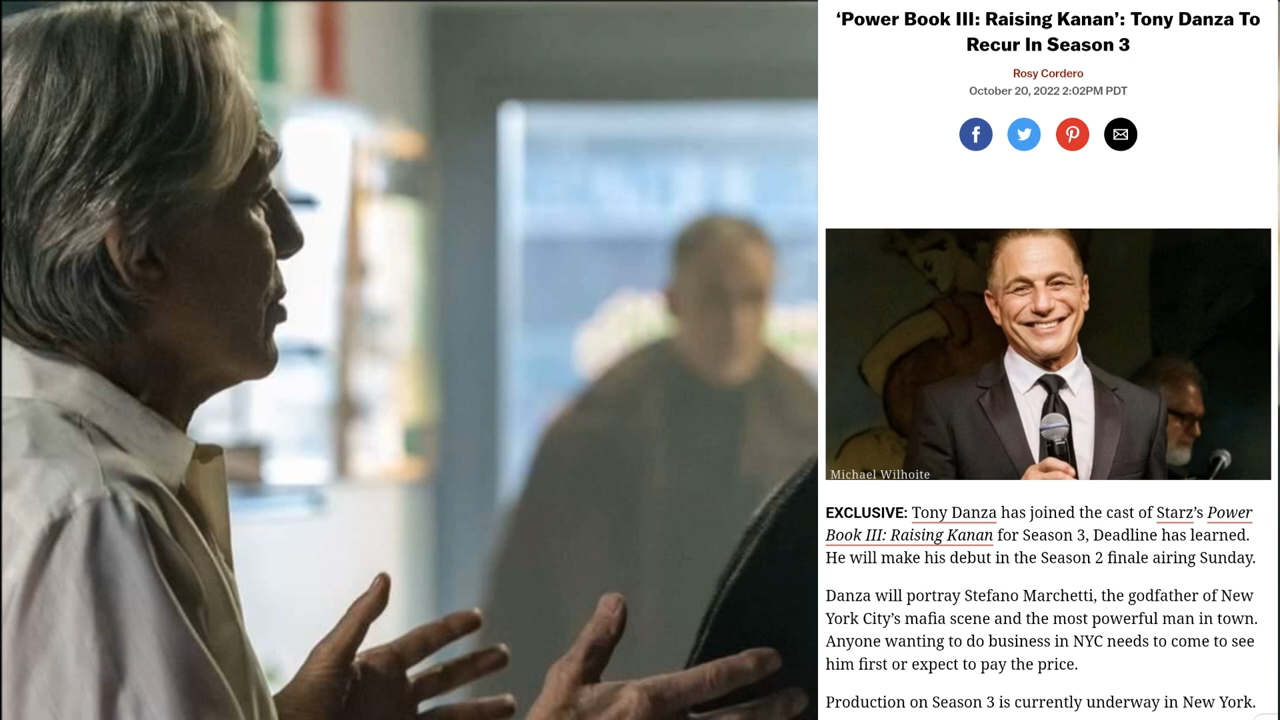 ‘Power Book III: Raising Kanan’: Tony Danza To
Recur In Season 3
Rosy Cordero
October 20, 2022 2:02PM PDT
Michael Wilhoite
EXCLUSIVE: Tony Danza has joined the cast of Starz’s Power
Book III: Raising Kanan for Season 3, Deadline has learned.
He will make his debut in the Season 2 finale airing Sunday.
Danza will portray Stefano Marchetti, the godfather of New
York City’s mafia scene and the most powerful man in town.
Anyone wanting to do business in NYC needs to come to see
him first or expect to pay the price.
Production on Season 3 is currently underway in New York.